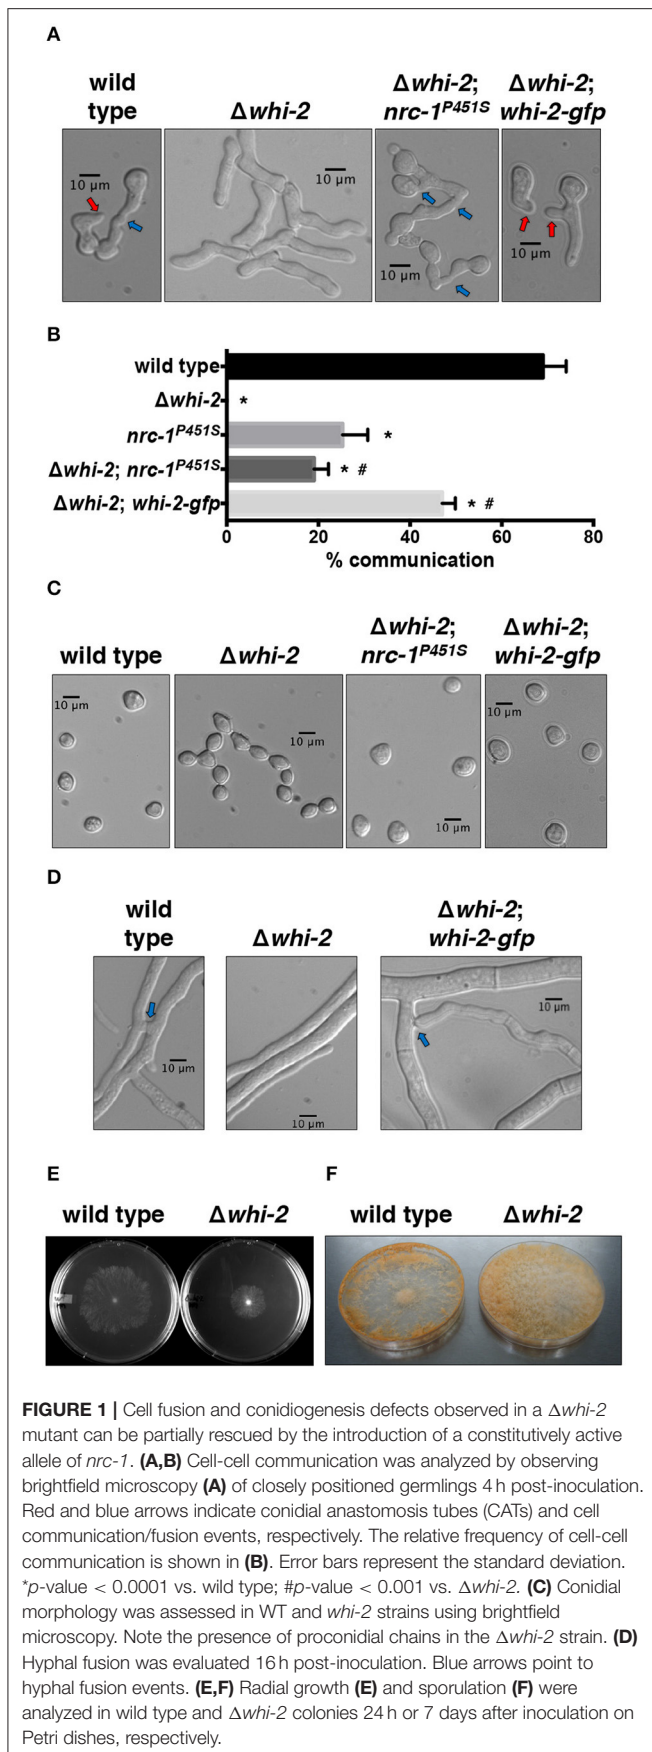 A
wild type
Δwhi-2
Δwhi-2; nrc-1P451S
Δwhi-2; whi-2-gfp
10 μm
10 μm
10 μm
10 μm
10 μm
B
wild type
Δwhi-2
*
nrc-1P451S
*
Δwhi-2; nrc-1P451S
* #
Δwhi-2; whi-2-gfp
* #
0 20 40 60 80
% communication
C
wild type
Δwhi-2
Δwhi-2; nrc-1P451S
Δwhi-2; whi-2-gfp
10 μm
10 μm
10 μm
10 μm
D
wild type
Δwhi-2
Δwhi-2; whi-2-gfp
10 μm
10 μm
10 μm
E
wild type
Δwhi-2
F
wild type
Δwhi-2
FIGURE 1 | Cell fusion and conidiogenesis defects observed in a Δwhi-2
mutant can be partially rescued by the introduction of a constitutively active
allele of nrc-1. (A,B) Cell-cell communication was analyzed by observing
brightfield microscopy (A) of closely positioned germlings 4 h post-inoculation.
Red and blue arrows indicate conidial anastomosis tubes (CATs) and cell
communication/fusion events, respectively. The relative frequency of cell-cell
communication is shown in (B). Error bars represent the standard deviation.
*p-value < 0.0001 vs. wild type; #p-value < 0.001 vs. Δwhi-2. (C) Conidial
morphology was assessed in WT and whi-2 strains using brightfield
microscopy. Note the presence of proconidial chains in the Δwhi-2 strain. (D)
Hyphal fusion was evaluated 16 h post-inoculation. Blue arrows point to
hyphal fusion events. (E,F) Radial growth (E) and sporulation (F) were
analyzed in wild type and Δwhi-2 colonies 24 h or 7 days after inoculation on
Petri dishes, respectively.